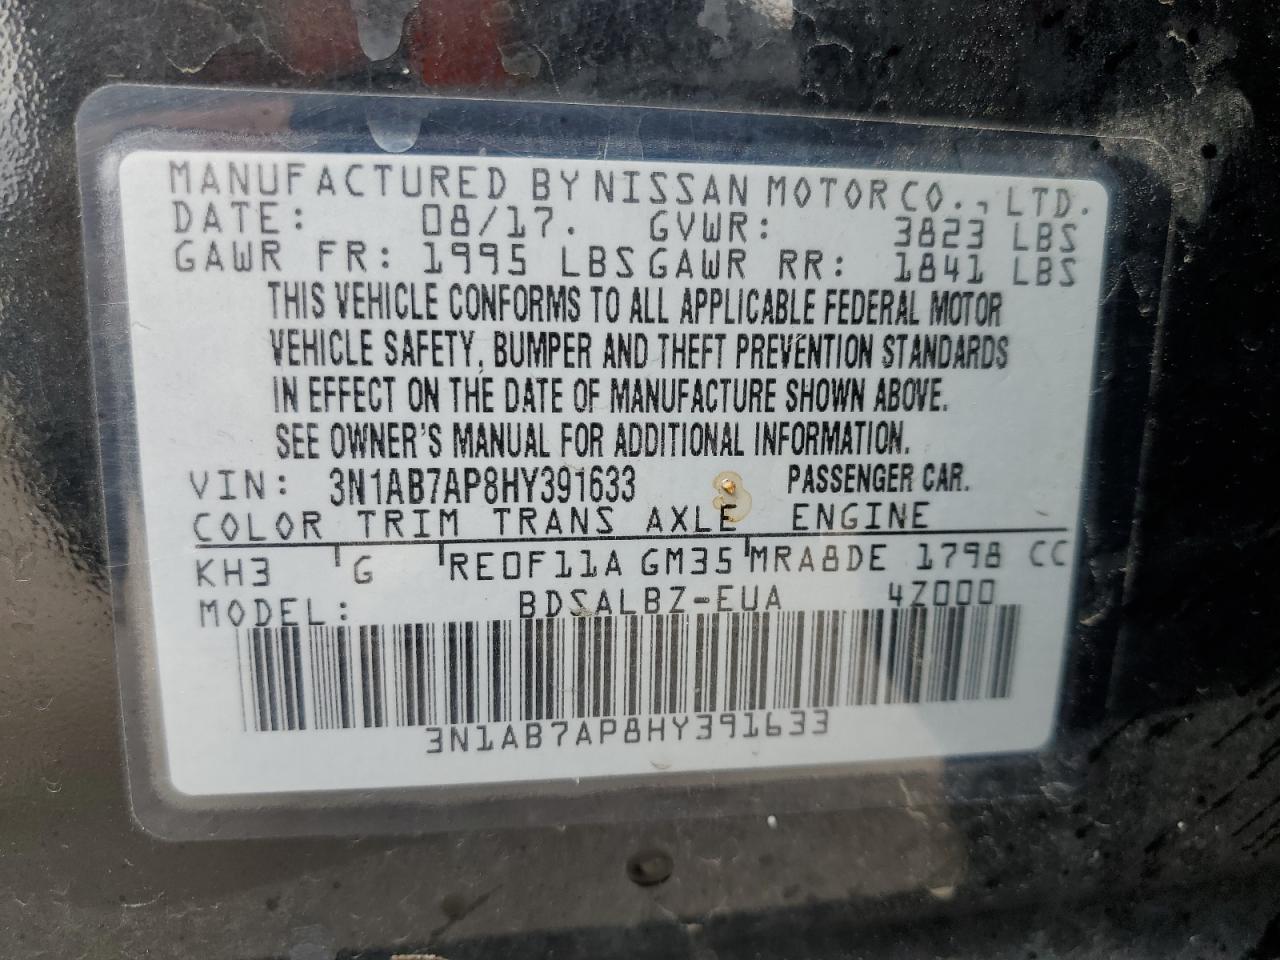 MANUFACTURED BY NISSAN MOTOR CO., LTD.
DATE: 08/17. GVWR: 3823 LBS
GAWR FR: 1995 LBS GAWR RR: 1841 LBS
THIS VEHICLE CONFORMS TO ALL APPLICABLE FEDERAL MOTOR
VEHICLE SAFETY, BUMPER AND THEFT PREVENTION STANDARDS
IN EFFECT ON THE DATE OF MANUFACTURE SHOWN ABOVE.
SEE OWNER'S MANUAL FOR ADDITIONAL INFORMATION.
VIN: 3N1AB7AP8HY391633 PASSENGER CAR.
COLOR TRIM TRANS AXLE ENGINE
KH3 G RE0F11A GM35 MRA8DE 1798 CC
MODEL: BDSALBZ-EUA 4Z000
3N1AB7AP8HY391633